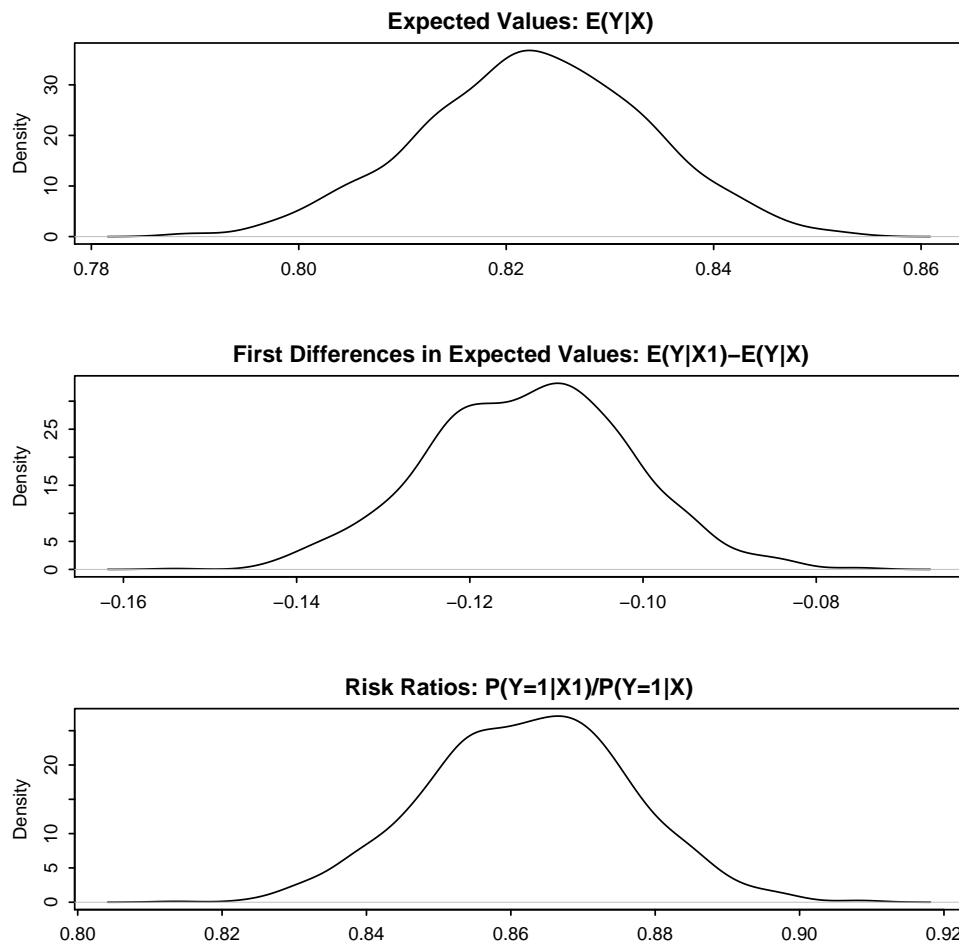 Expected Values: E(Y|X)
Density
0
10
20
30
0.78 0.80 0.82 0.84 0.86
First Differences in Expected Values: E(Y|X1)−E(Y|X)
Density
0
5
15
25
−0.16 −0.14 −0.12 −0.10 −0.08
Risk Ratios: P(Y=1|X1)/P(Y=1|X)
Density
0
5
10
20
0.80 0.82 0.84 0.86 0.88 0.90 0.92